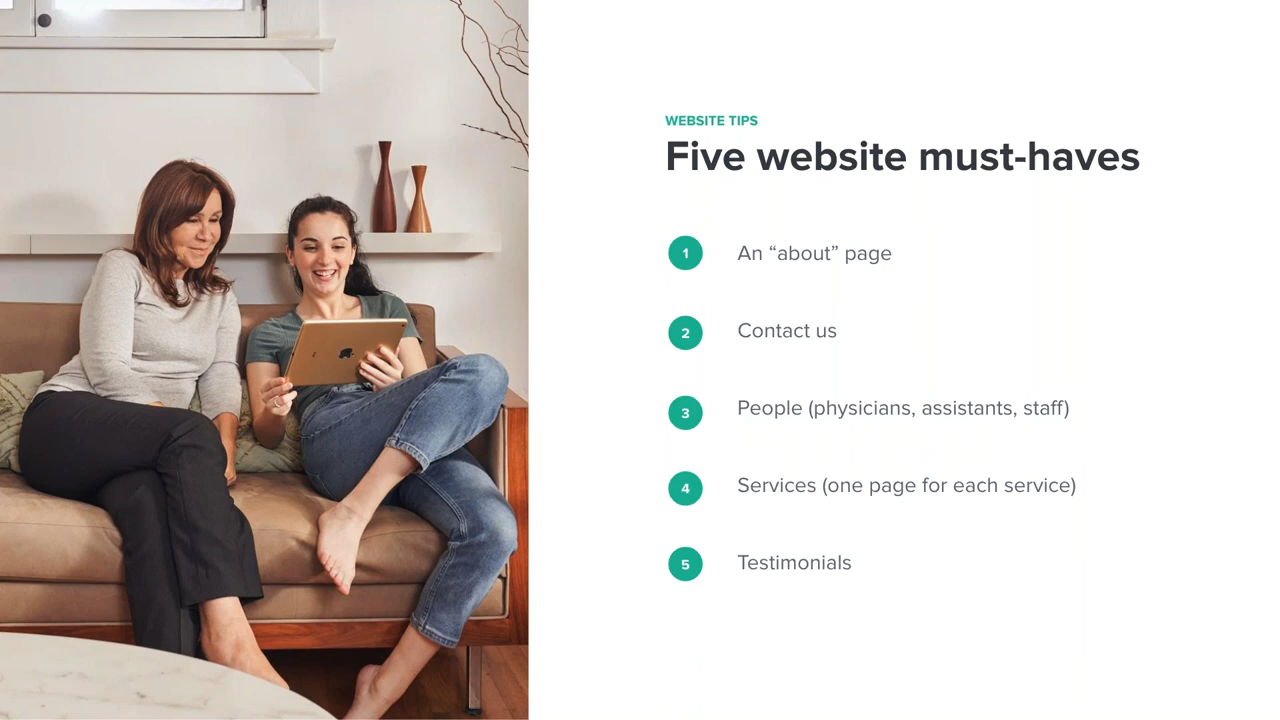 WEBSITE TIPS
Five website must-haves
1 An “about” page
2 Contact us
3 People (physicians, assistants, staff)
4 Services (one page for each service)
5 Testimonials